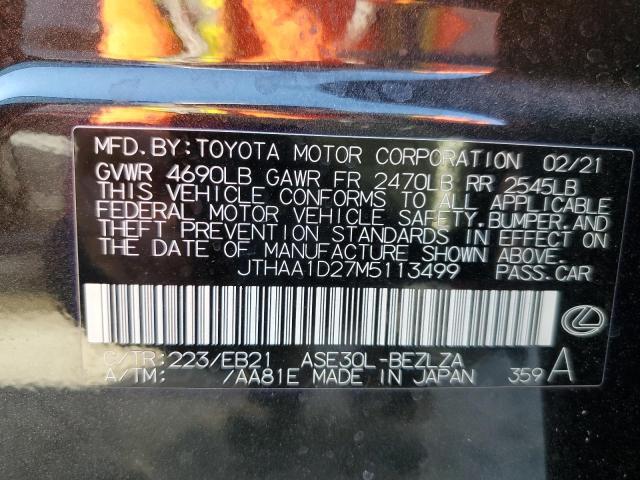 MFD.BY:TOYOTA MOTOR CORPORATION 02/21
GVWR 4690LB GAWR FR 2470LB RR 2545LB
THIS VEHICLE CONFORMS TO ALL APPLICABLE
FEDERAL MOTOR VEHICLE SAFETY,BUMPER,AND
THEFT PREVENTION STANDARDS IN EFFECT ON
THE DATE OF MANUFACTURE SHOWN ABOVE.
JTHAA1D27M5113499 PASS.CAR
C/TR:223/EB21 ASE30L-BEZLZA
A/TM: /AA81E MADE IN JAPAN 359 A